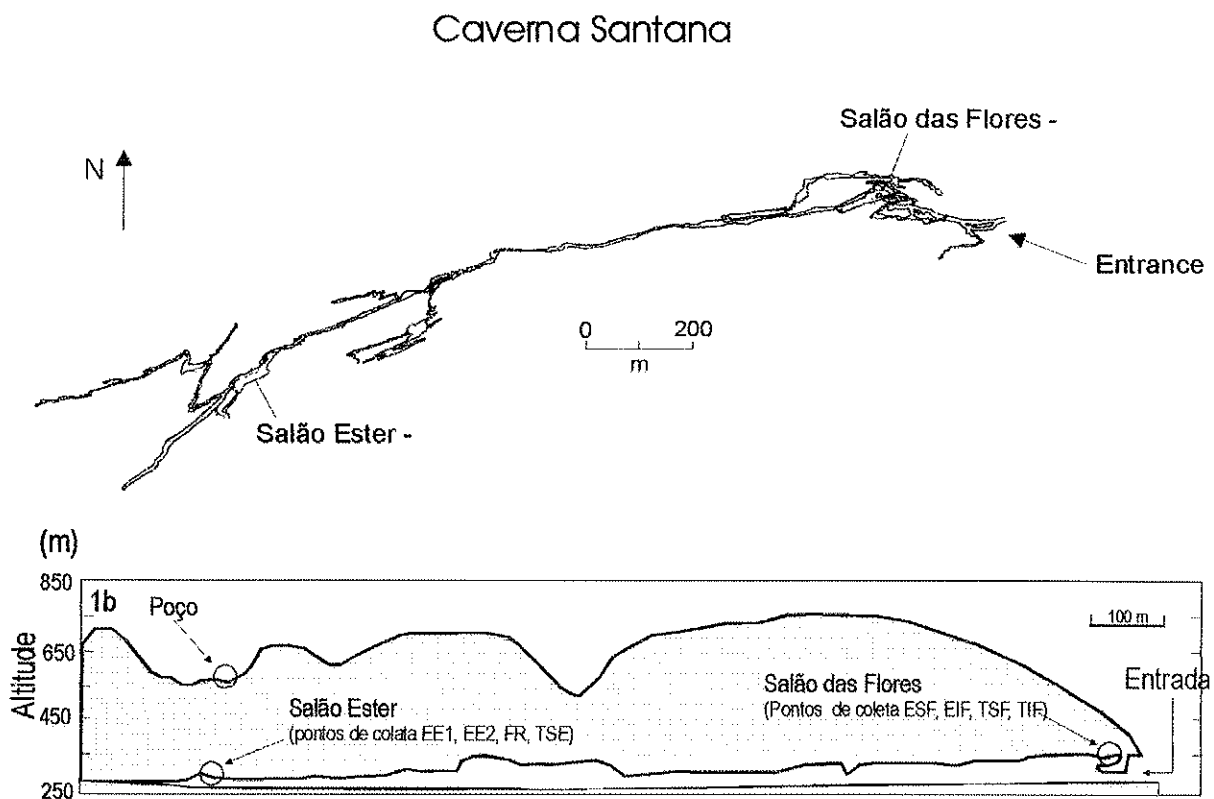 Caverna Santana
Salão das Flores -
N
Entrance
0 200
m
Salão Ester -
(m)
850
1b
Poço
100 m
650
Altitude
Entrada
Salão das Flores
(Pontos de coleta ESF, EIF, TSF, TIF)
Salão Ester
(pontos de colata EE1, EE2, FR, TSE)
450
250